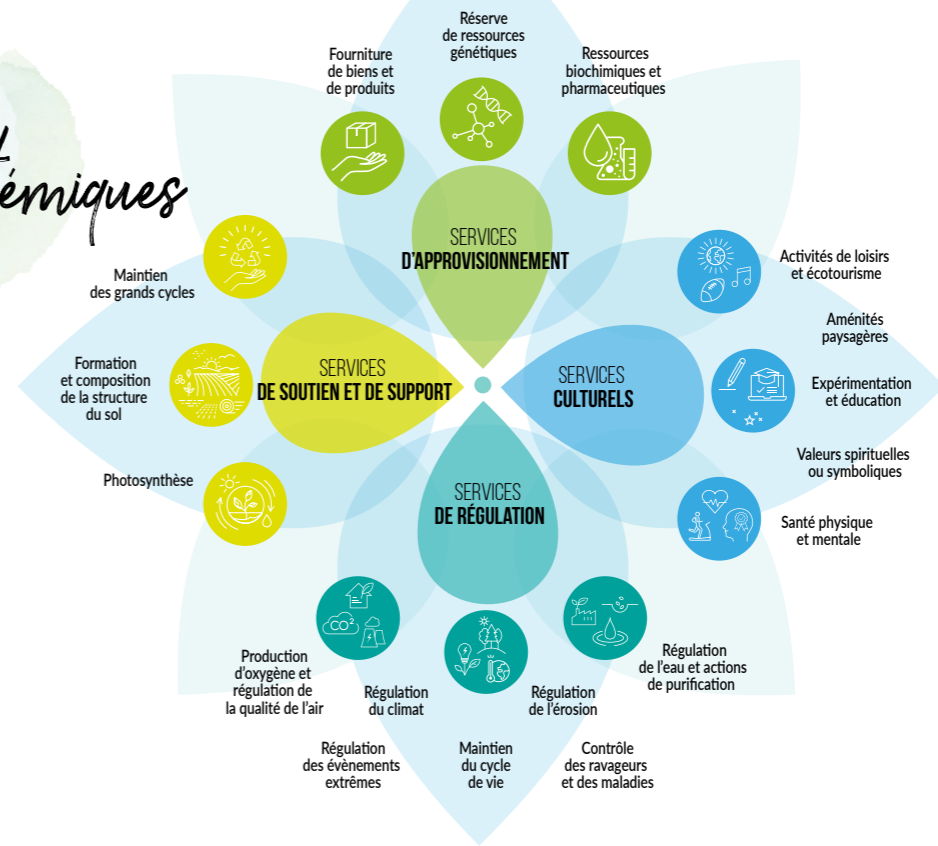 émiques
Fourniture
de biens et
de produits
Réserve
de ressources
génétiques
Ressources
biochimiques et
pharmaceutiques
SERVICES
D'APPROVISIONNEMENT
Maintien
des grands cycles
Formation
et composition
de la structure
du sol
Photosynthèse
SERVICES
DE SOUTIEN ET DE SUPPORT
SERVICES
CULTURELS
Activités de loisirs
et écotourisme
Aménités
paysagères
Expérimentation
et éducation
Valeurs spirituelles
ou symboliques
Santé physique
et mentale
SERVICES
DE RÉGULATION
CO²
Production
d'oxygène et
régulation de
la qualité de l'air
Régulation
du climat
Régulation
de l'érosion
Régulation
de l'eau et actions
de purification
Régulation
des évènements
extrêmes
Maintien
du cycle
de vie
Contrôle
des ravageurs
et des maladies